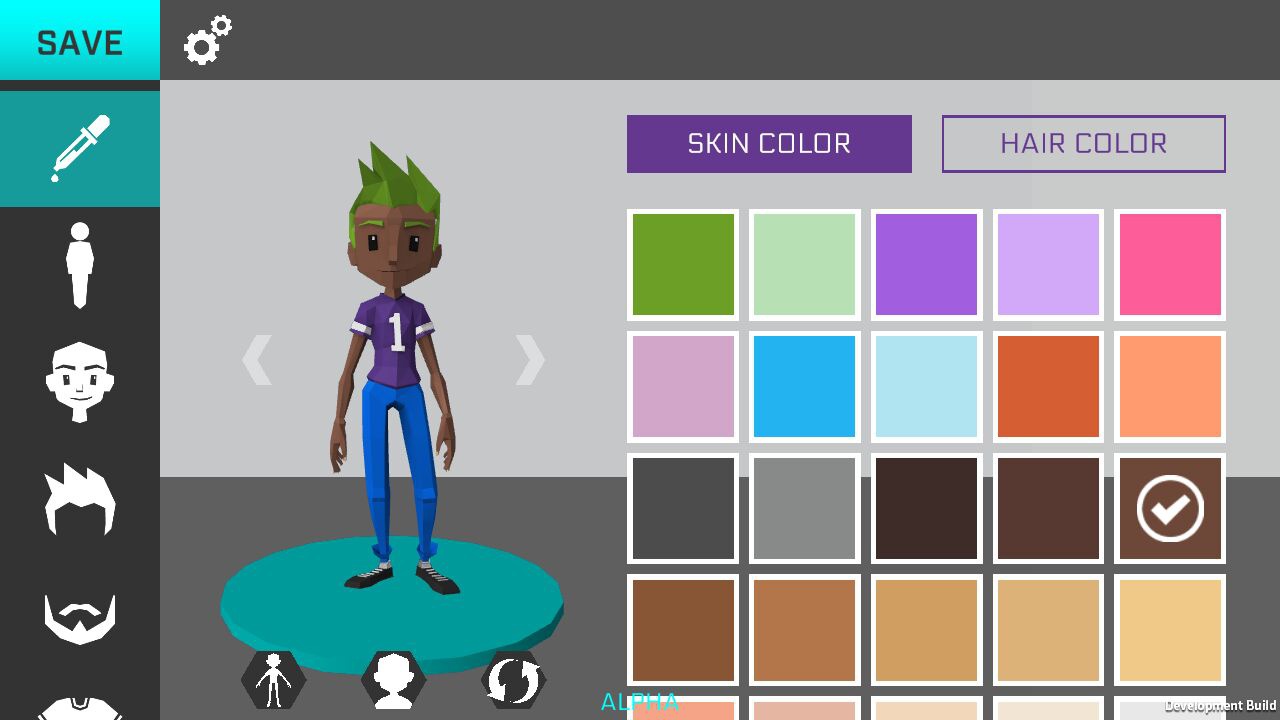 SAVE
SKIN COLOR
HAIR COLOR
1
ALPHA
Development Build